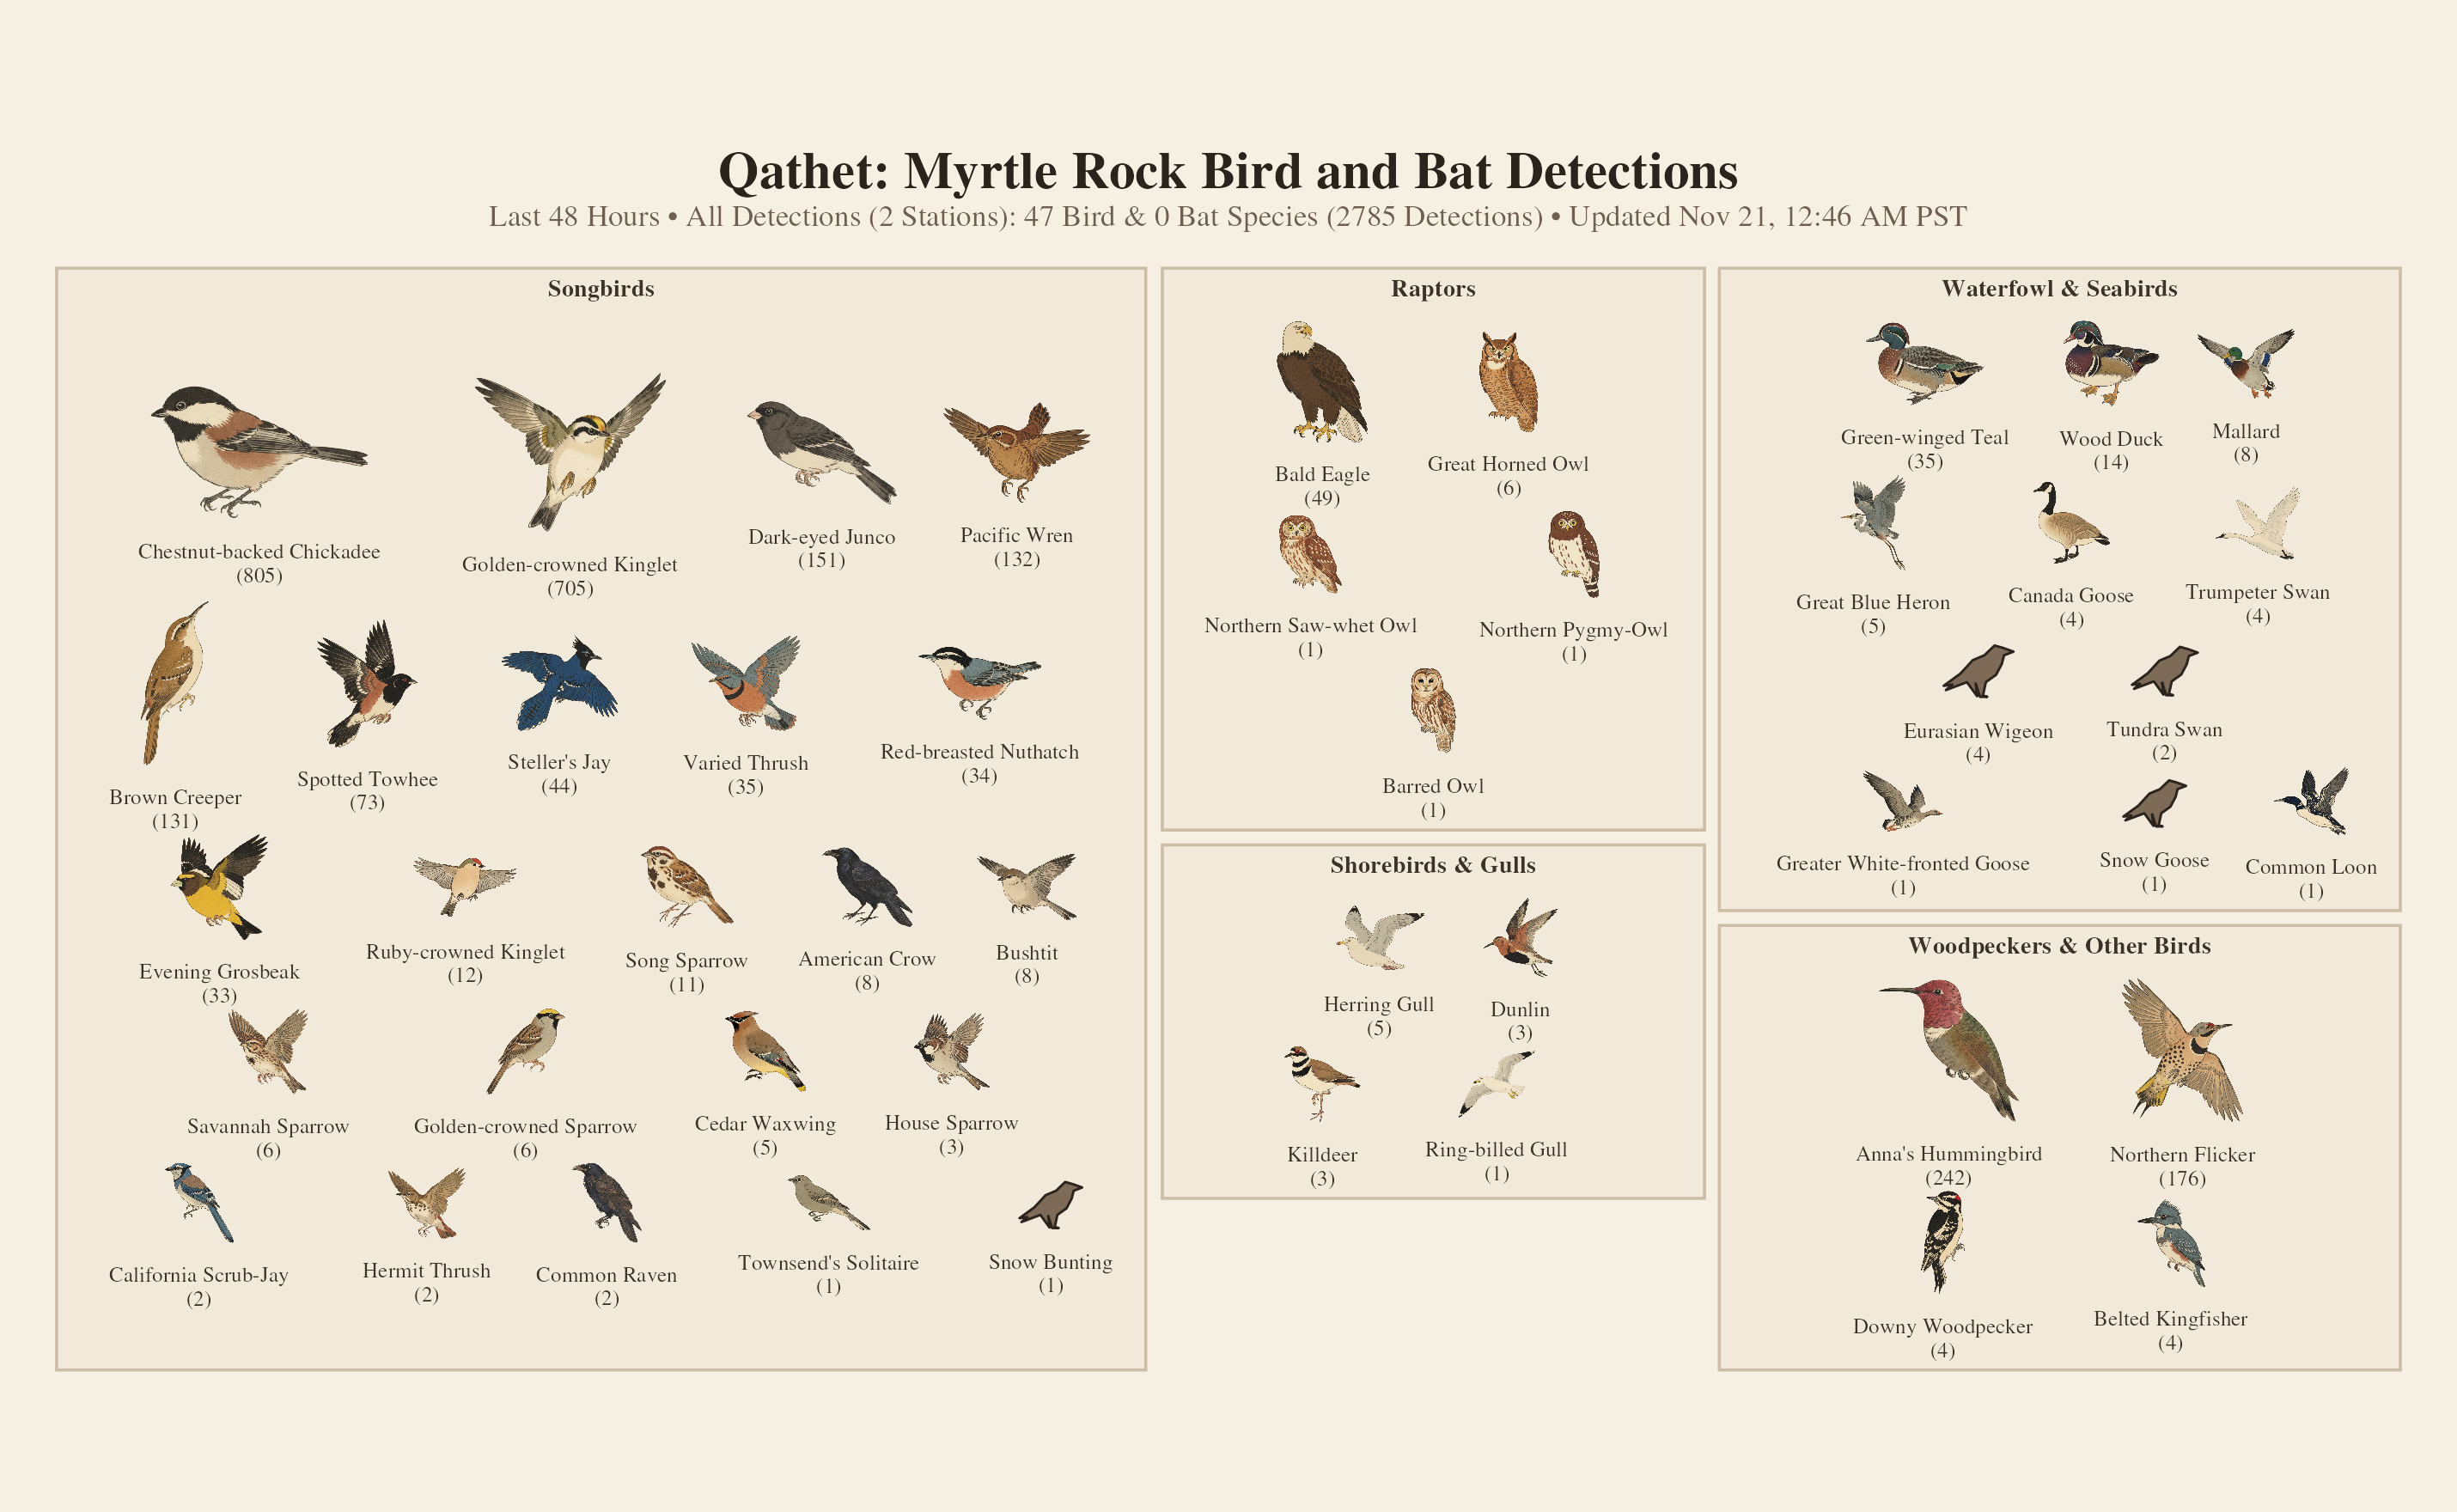 Qathet: Myrtle Rock Bird and Bat Detections
Last 48 Hours • All Detections (2 Stations): 47 Bird & 0 Bat Species (2785 Detections) • Updated Nov 21, 12:46 AM PST
Songbirds
Chestnut-backed Chickadee
(805)
Golden-crowned Kinglet
(705)
Dark-eyed Junco
(151)
Pacific Wren
(132)
Brown Creeper
(131)
Spotted Towhee
(73)
Steller's Jay
(44)
Varied Thrush
(35)
Red-breasted Nuthatch
(34)
Evening Grosbeak
(33)
Ruby-crowned Kinglet
(12)
Song Sparrow
(11)
American Crow
(8)
Bushtit
(8)
Savannah Sparrow
(6)
Golden-crowned Sparrow
(6)
Cedar Waxwing
(5)
House Sparrow
(3)
California Scrub-Jay
(2)
Hermit Thrush
(2)
Common Raven
(2)
Townsend's Solitaire
(1)
Snow Bunting
(1)
Raptors
Bald Eagle
(49)
Great Horned Owl
(6)
Northern Saw-whet Owl
(1)
Northern Pygmy-Owl
(1)
Barred Owl
(1)
Shorebirds & Gulls
Herring Gull
(5)
Dunlin
(3)
Killdeer
(3)
Ring-billed Gull
(1)
Waterfowl & Seabirds
Green-winged Teal
(35)
Wood Duck
(14)
Mallard
(8)
Great Blue Heron
(5)
Canada Goose
(4)
Trumpeter Swan
(4)
Eurasian Wigeon
(4)
Tundra Swan
(2)
Greater White-fronted Goose
(1)
Snow Goose
(1)
Common Loon
(1)
Woodpeckers & Other Birds
Anna's Hummingbird
(242)
Northern Flicker
(176)
Downy Woodpecker
(4)
Belted Kingfisher
(4)